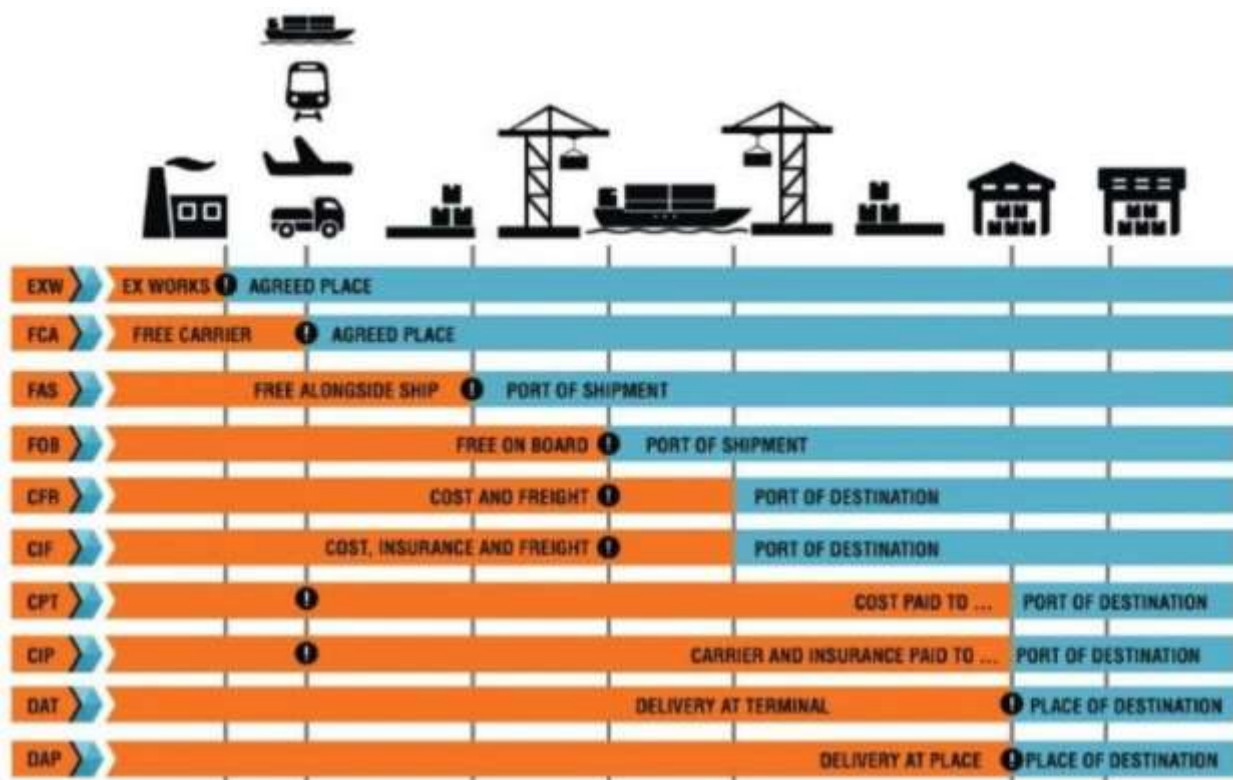 EXW EX WORKS ! AGREED PLACE
FCA FREE CARRIER ! AGREED PLACE
FAS FREE ALONGSIDE SHIP ! PORT OF SHIPMENT
FOB FREE ON BOARD ! PORT OF SHIPMENT
CFR COST AND FREIGHT ! PORT OF DESTINATION
CIF COST, INSURANCE AND FREIGHT ! PORT OF DESTINATION
CPT ! COST PAID TO ... PORT OF DESTINATION
CIP ! CARRIER AND INSURANCE PAID TO ... PORT OF DESTINATION
DAT DELIVERY AT TERMINAL ! PLACE OF DESTINATION
DAP DELIVERY AT PLACE ! PLACE OF DESTINATION